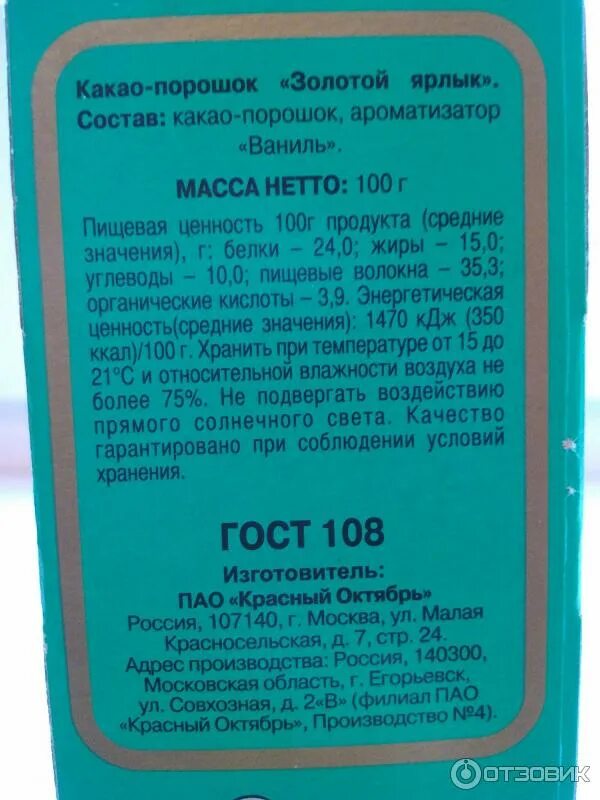 Какао-порошок «Золотой ярлык».
Состав: какао-порошок, ароматизатор
«Ваниль».
МАССА НЕТТО: 100 г
Пищевая ценность 100г продукта (средние
значения), г: белки – 24,0; жиры – 15,0;
углеводы – 10,0; пищевые волокна – 35,3;
органические кислоты – 3,9. Энергетическая
ценность(средние значения): 1470 кДж (350
ккал)/100 г. Хранить при температуре от 15 до
21°С и относительной влажности воздуха не
более 75%. Не подвергать воздействию
прямого солнечного света. Качество
гарантировано при соблюдении условий
хранения.
ГОСТ 108
Изготовитель:
ПАО «Красный Октябрь»
Россия, 107140, г. Москва, ул. Малая
Красносельская, д. 7, стр. 24.
Адрес производства: Россия, 140300,
Московская область, г. Егорьевск,
ул. Совхозная, д. 2«В» (филиал ПАО
«Красный Октябрь», Производство №4).
ОТЗОВИК